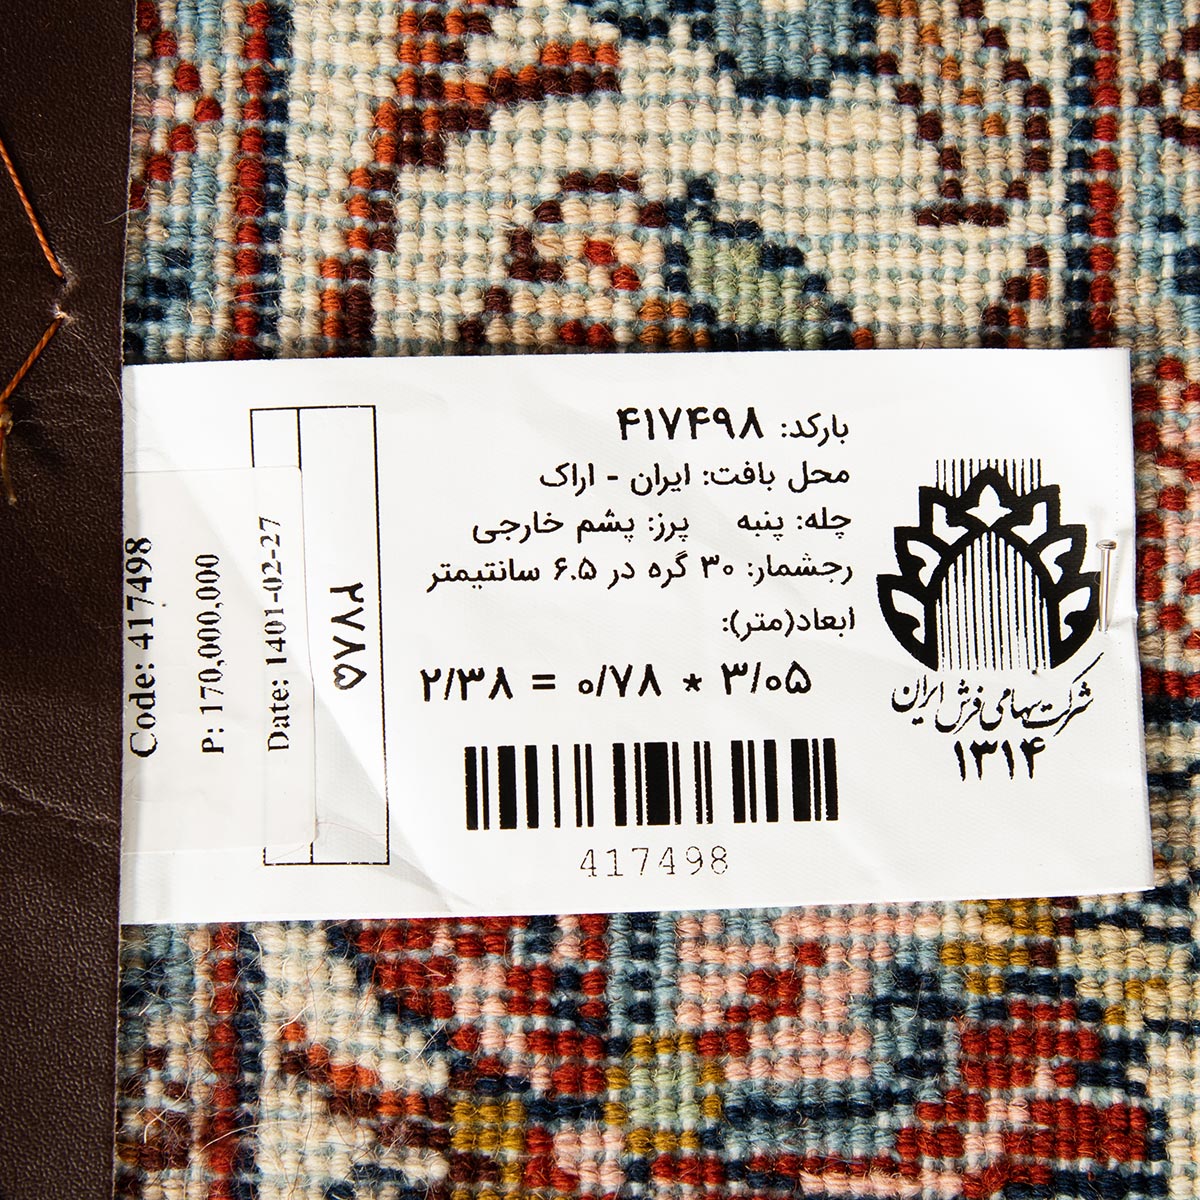 بارکد: ۴۱۷۴۹۸
محل بافت: ایران - اراک
چله: پنبه    پرز: پشم خارجی
رجشمار: ۳۰ گره در ۶.۵ سانتیمتر
ابعاد(متر):
۳/۰۵ * ۰/۷۸ = ۲/۳۸
417498
شرکت سهامی فرش ایران
۱۳۱۴
۲۷۸۸۵
Code: 417498
P: 170,000,000
Date: 1401-02-27